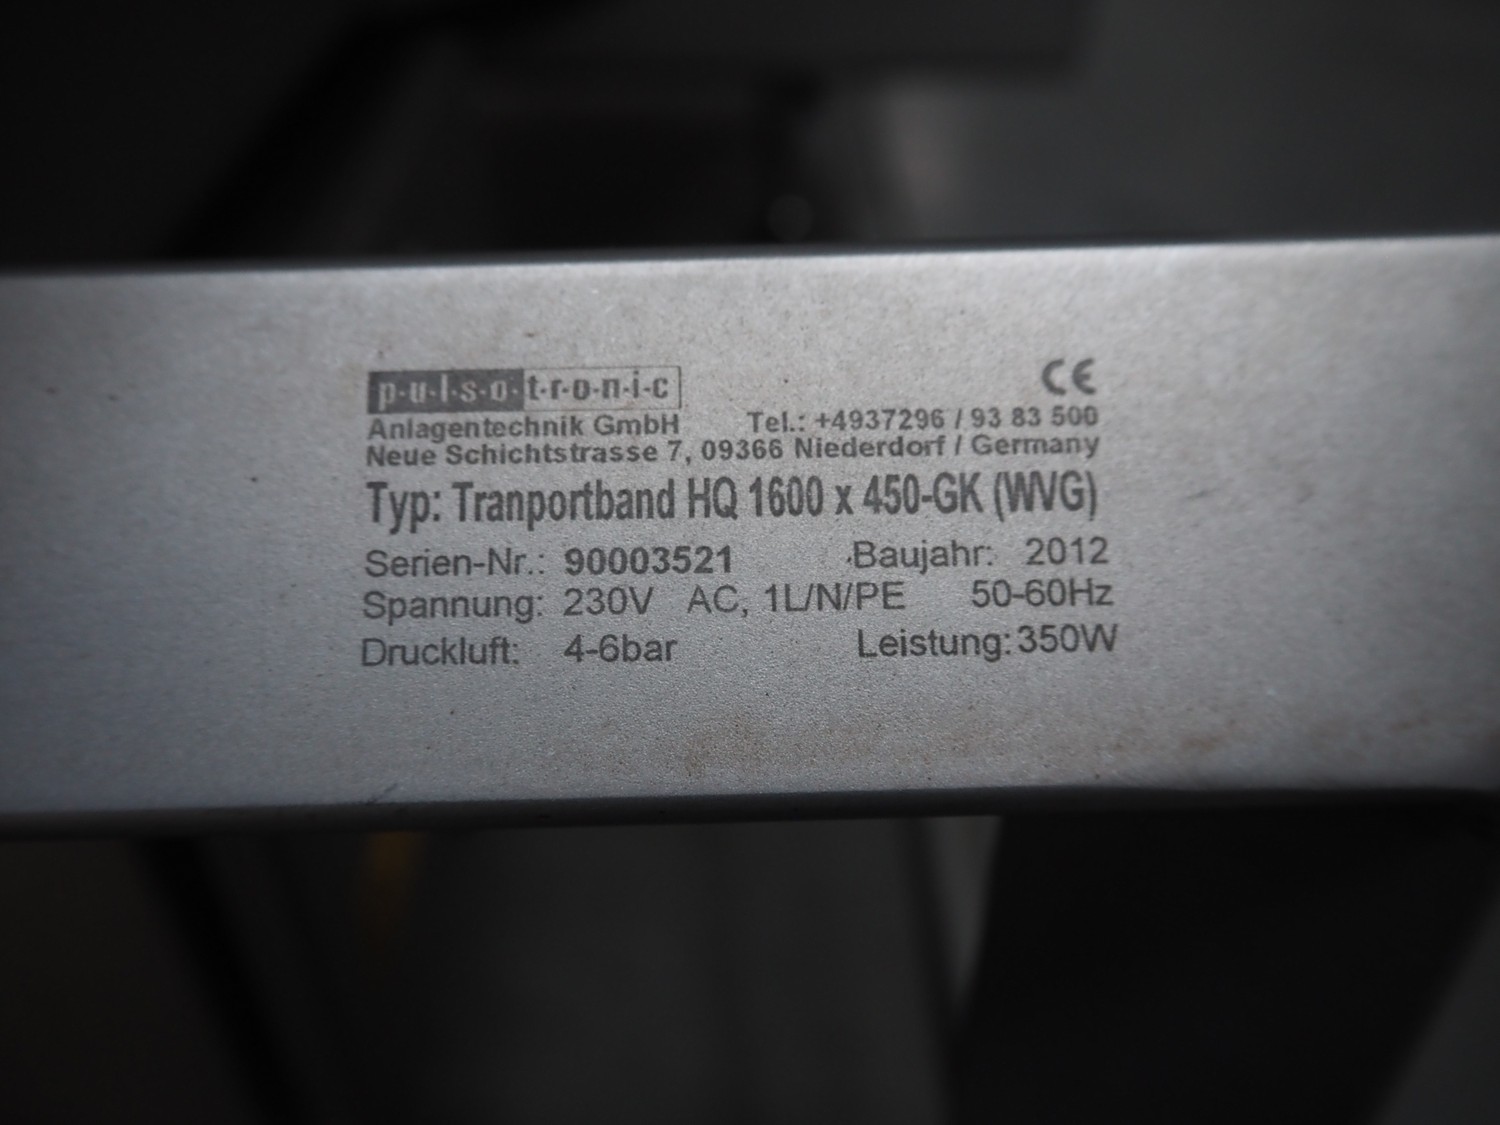 p·u·l·s·o·t·r·o·n·i·c CE
Anlagentechnik GmbH Tel.: +4937296 / 93 83 500
Neue Schichtstrasse 7, 09366 Niederdorf / Germany
Typ: Tranportband HQ 1600 x 450-GK (WVG)
Serien-Nr.: 90003521 Baujahr: 2012
Spannung: 230V AC, 1L/N/PE 50-60Hz
Druckluft: 4-6bar Leistung: 350W